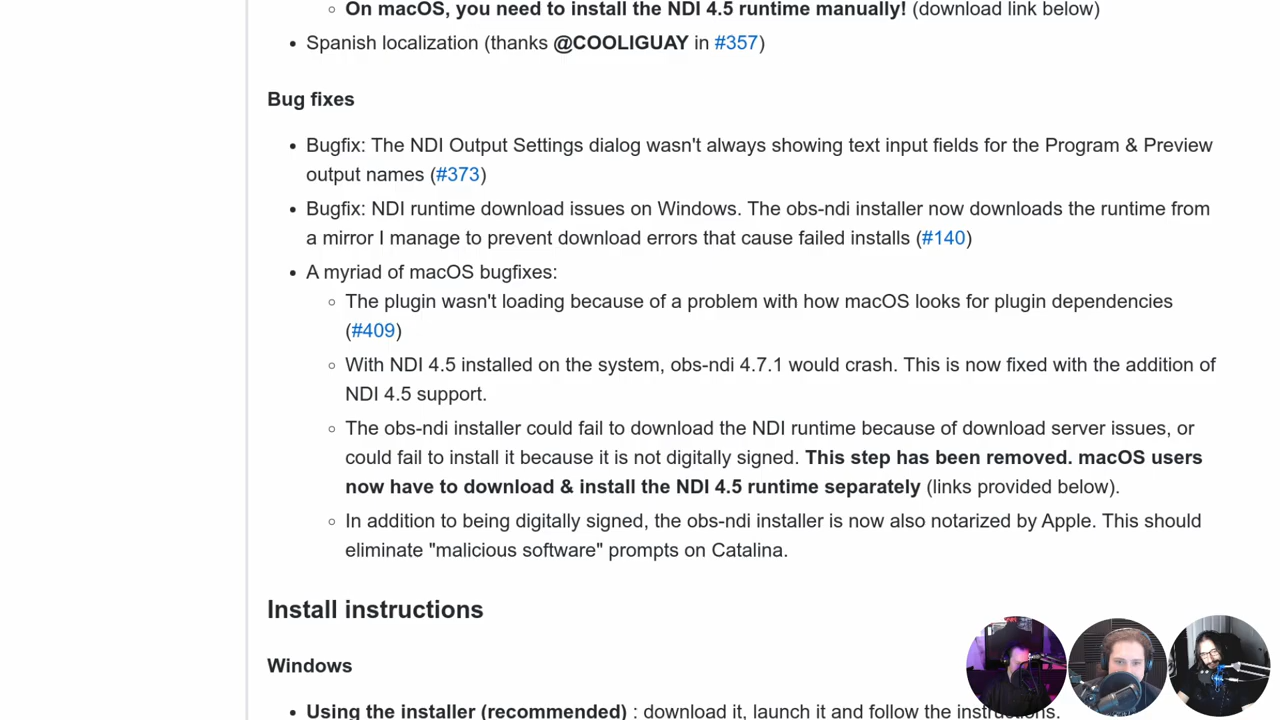 On macOS, you need to install the NDI 4.5 runtime manually! (download link below)
Spanish localization (thanks @COOLIGUAY in #357)
Bug fixes
Bugfix: The NDI Output Settings dialog wasn't always showing text input fields for the Program & Preview
output names (#373)
Bugfix: NDI runtime download issues on Windows. The obs-ndi installer now downloads the runtime from
a mirror I manage to prevent download errors that cause failed installs (#140)
A myriad of macOS bugfixes:
The plugin wasn't loading because of a problem with how macOS looks for plugin dependencies
(#409)
With NDI 4.5 installed on the system, obs-ndi 4.7.1 would crash. This is now fixed with the addition of
NDI 4.5 support.
The obs-ndi installer could fail to download the NDI runtime because of download server issues, or
could fail to install it because it is not digitally signed. This step has been removed. macOS users
now have to download & install the NDI 4.5 runtime separately (links provided below).
In addition to being digitally signed, the obs-ndi installer is now also notarized by Apple. This should
eliminate "malicious software" prompts on Catalina.
Install instructions
Windows
Using the installer (recommended) : download it, launch it and follow the instructions.